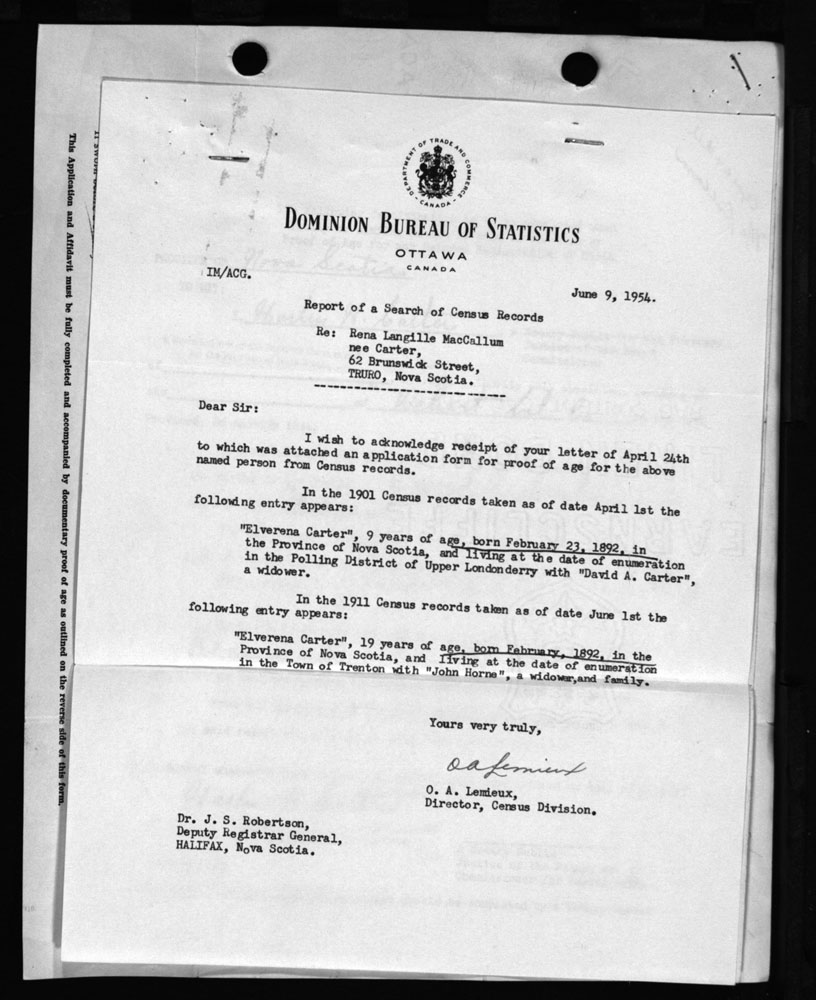 DEPARTMENT OF TRADE AND COMMERCE
- CANADA -
DOMINION BUREAU OF STATISTICS
OTTAWA
CANADA
IM/ACG.
June 9, 1954.
Report of a Search of Census Records
Re: Rena Langille MacCallum
nee Carter,
62 Brunswick Street,
TRURO, Nova Scotia.
------------------------------
Dear Sir:
I wish to acknowledge receipt of your letter of April 24th
to which was attached an application form for proof of age for the above
named person from Census records.
In the 1901 Census records taken as of date April 1st the
following entry appears:
"Elverena Carter", 9 years of age, born February 23, 1892, in
the Province of Nova Scotia, and living at the date of enumeration
in the Polling District of Upper Londonderry with "David A. Carter",
a widower.
In the 1911 Census records taken as of date June 1st the
following entry appears:
"Elverena Carter", 19 years of age, born February, 1892, in the
Province of Nova Scotia, and living at the date of enumeration
in the Town of Trenton with "John Horne", a widower,and family.
Yours very truly,
O A Lemieux
O. A. Lemieux,
Director, Census Division.
Dr. J. S. Robertson,
Deputy Registrar General,
HALIFAX, Nova Scotia.
This Application and Affidavit must be fully completed and accompanied by documentary proof of age as outlined on the reverse side of this form.